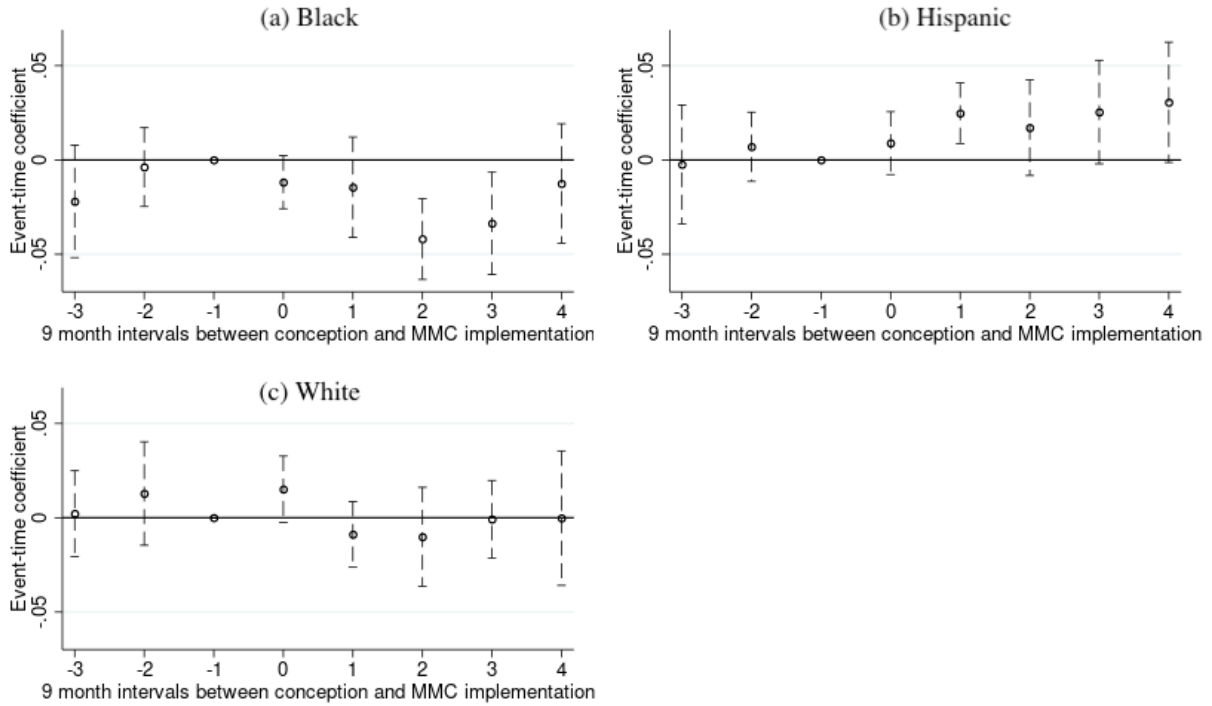 (a) Black
Event-time coefficient
.05
0
-.05
-3 -2 -1 0 1 2 3 4
9 month intervals between conception and MMC implementation
(b) Hispanic
Event-time coefficient
.05
0
-.05
-3 -2 -1 0 1 2 3 4
9 month intervals between conception and MMC implementation
(c) White
Event-time coefficient
.05
0
-.05
-3 -2 -1 0 1 2 3 4
9 month intervals between conception and MMC implementation